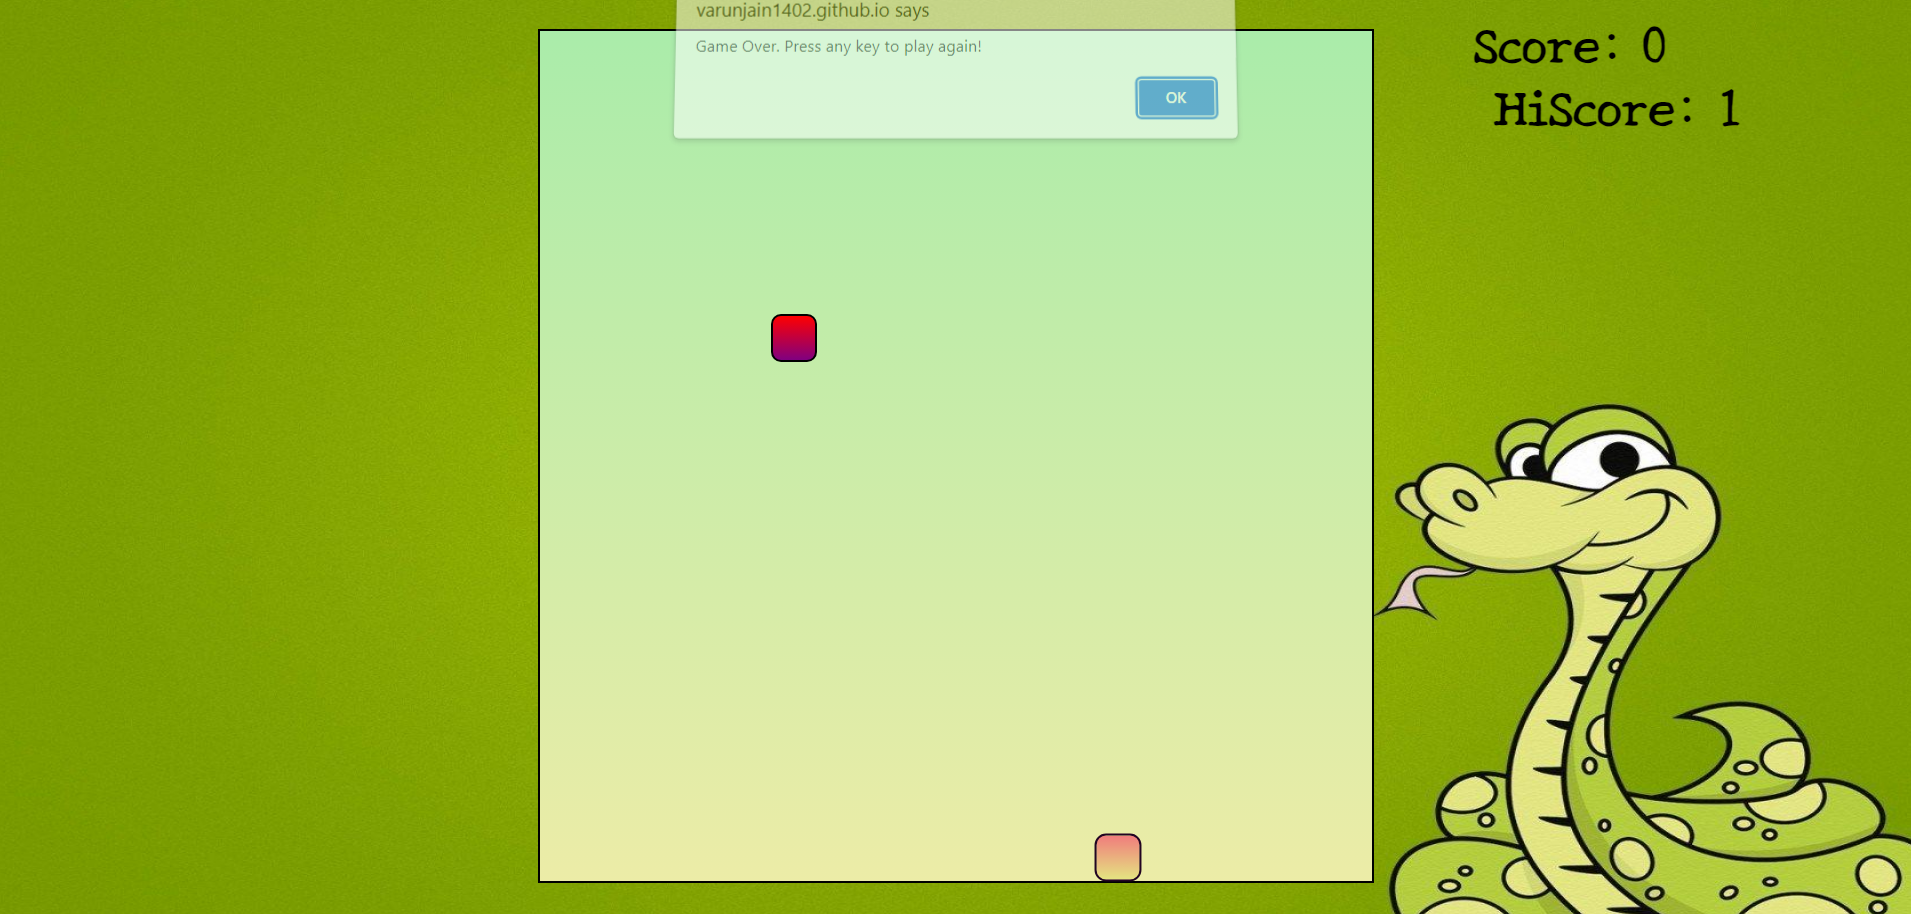 varunjain1402.github.io says
Game Over. Press any key to play again!
OK
Score: 0
HiScore: 1